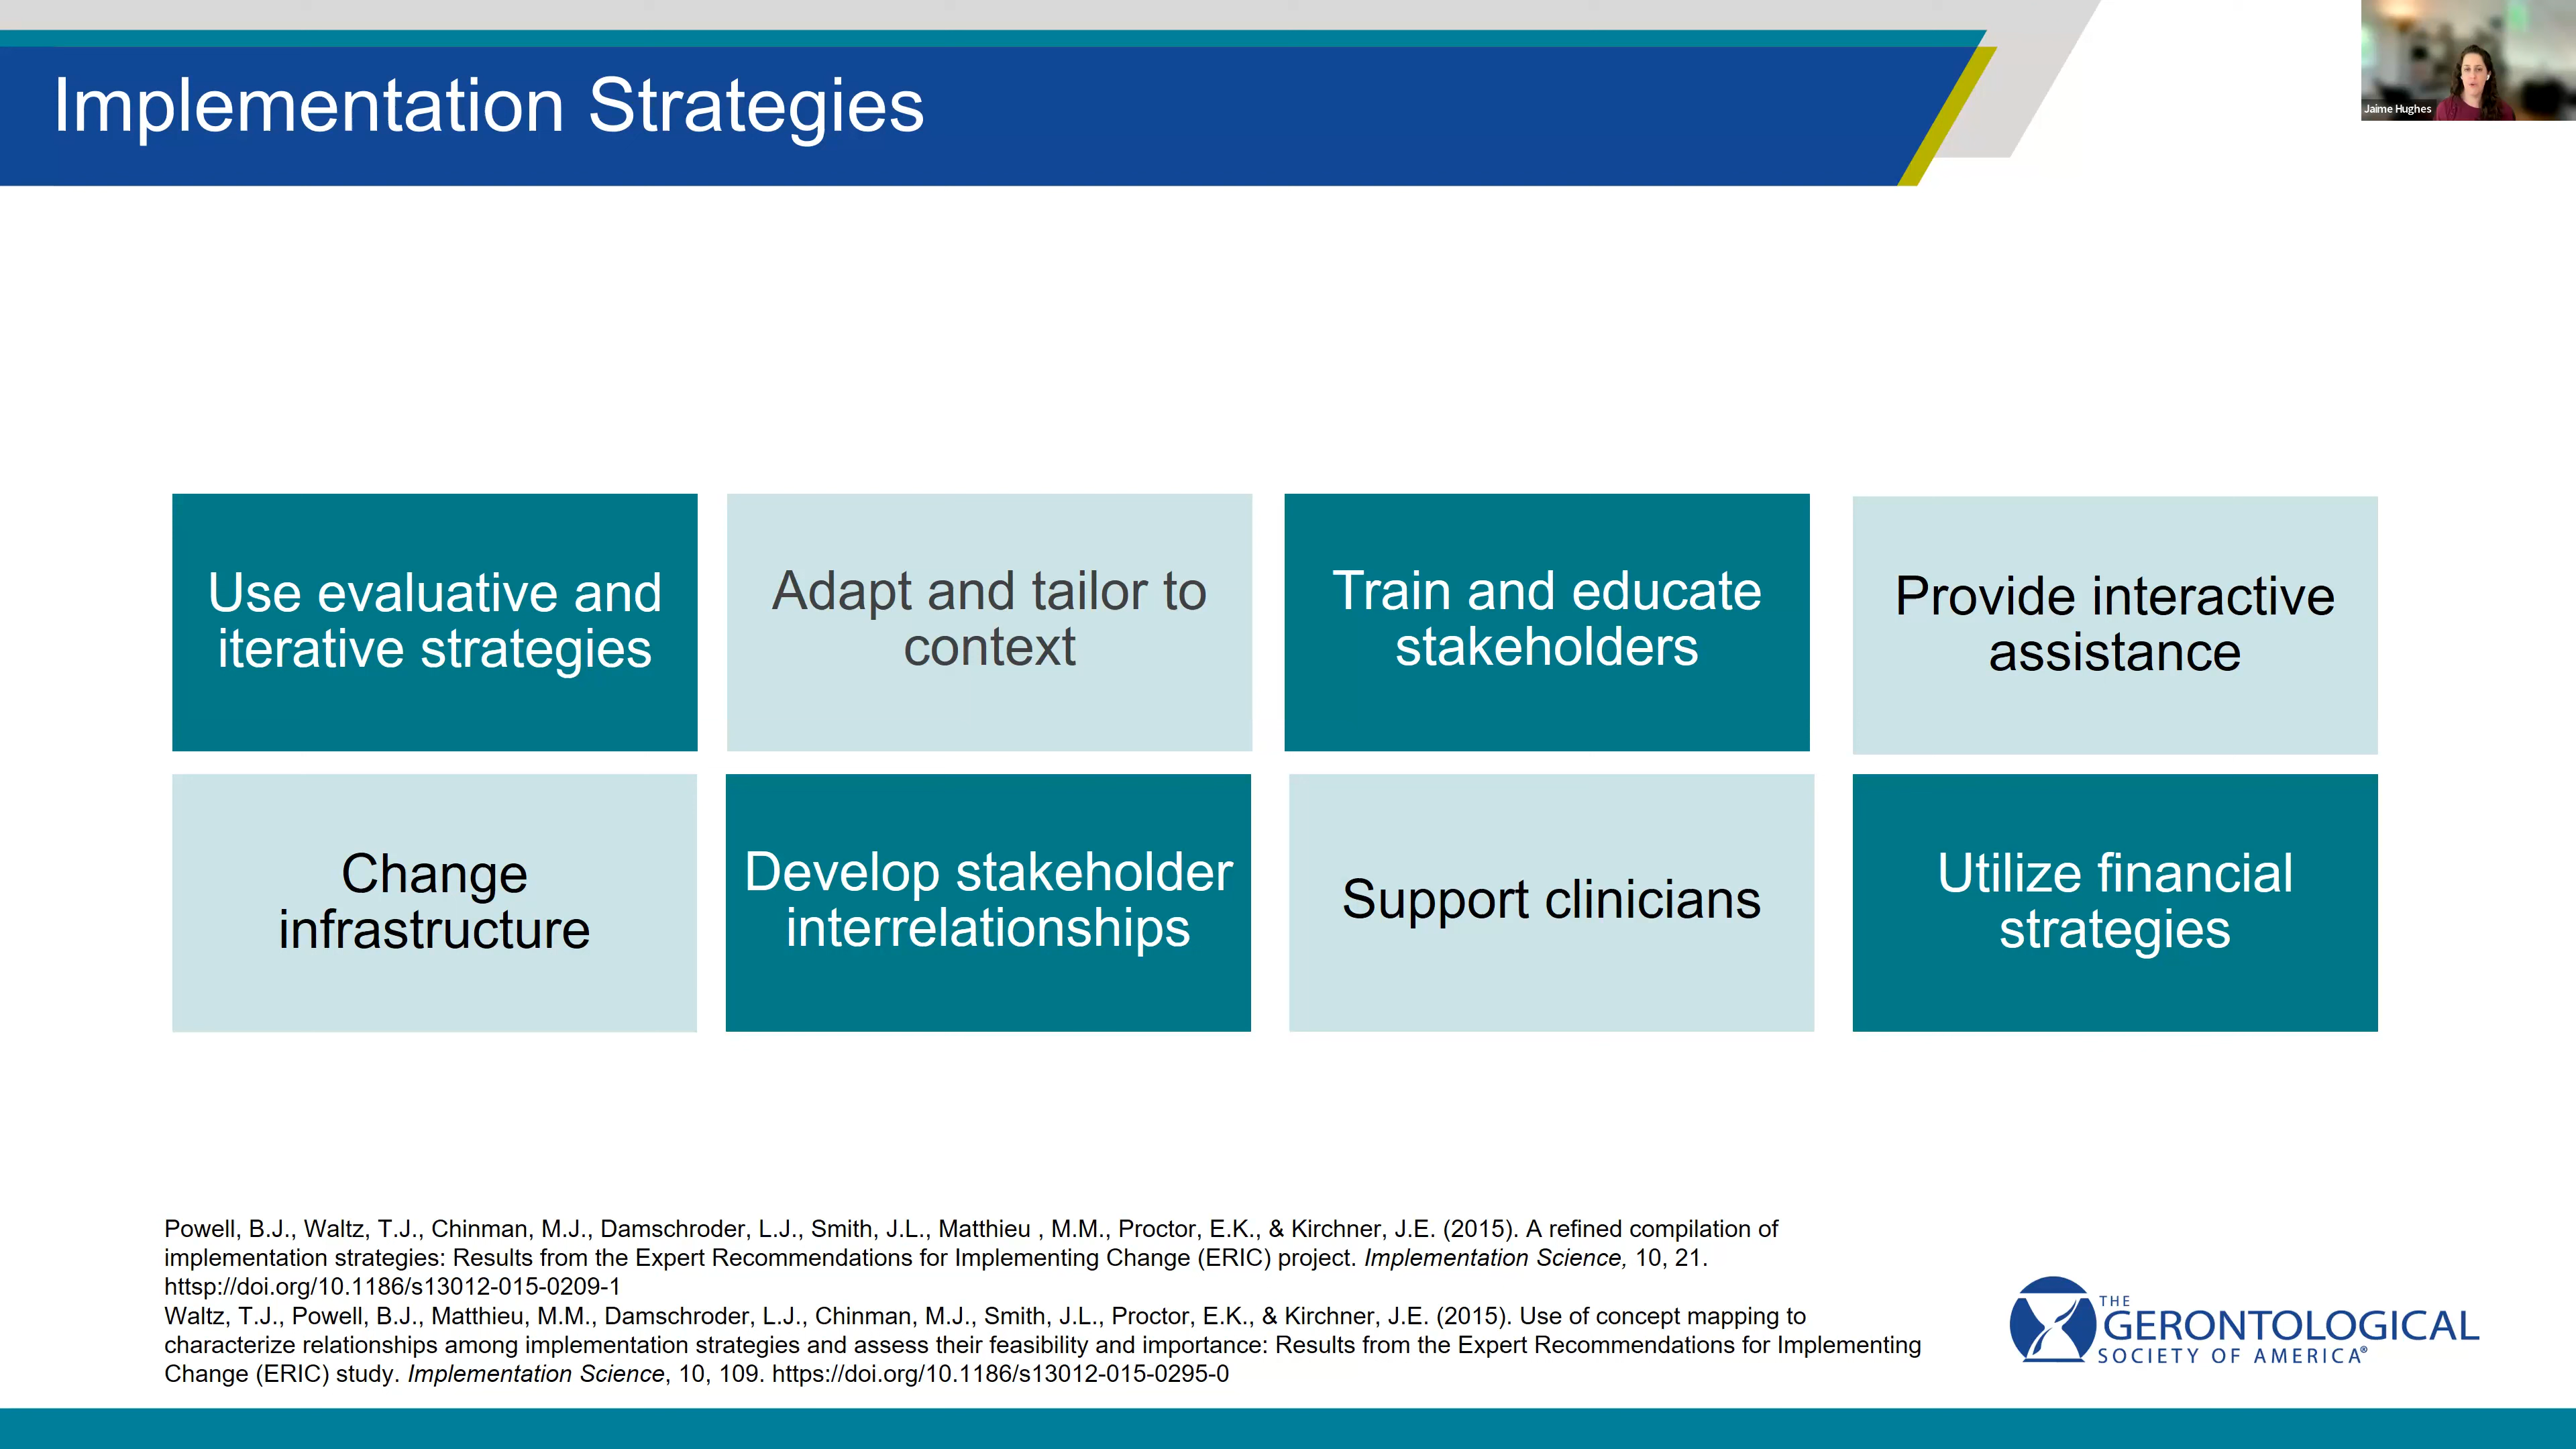 Implementation Strategies
Jaime Hughes
Use evaluative and
iterative strategies
Adapt and tailor to
context
Train and educate
stakeholders
Provide interactive
assistance
Change
infrastructure
Develop stakeholder
interrelationships
Support clinicians
Utilize financial
strategies
Powell, B.J., Waltz, T.J., Chinman, M.J., Damschroder, L.J., Smith, J.L., Matthieu , M.M., Proctor, E.K., & Kirchner, J.E. (2015). A refined compilation of
implementation strategies: Results from the Expert Recommendations for Implementing Change (ERIC) project. Implementation Science, 10, 21.
httsp://doi.org/10.1186/s13012-015-0209-1
Waltz, T.J., Powell, B.J., Matthieu, M.M., Damschroder, L.J., Chinman, M.J., Smith, J.L., Proctor, E.K., & Kirchner, J.E. (2015). Use of concept mapping to
characterize relationships among implementation strategies and assess their feasibility and importance: Results from the Expert Recommendations for Implementing
Change (ERIC) study. Implementation Science, 10, 109. https://doi.org/10.1186/s13012-015-0295-0
THE
GERONTOLOGICAL
SOCIETY OF AMERICA®